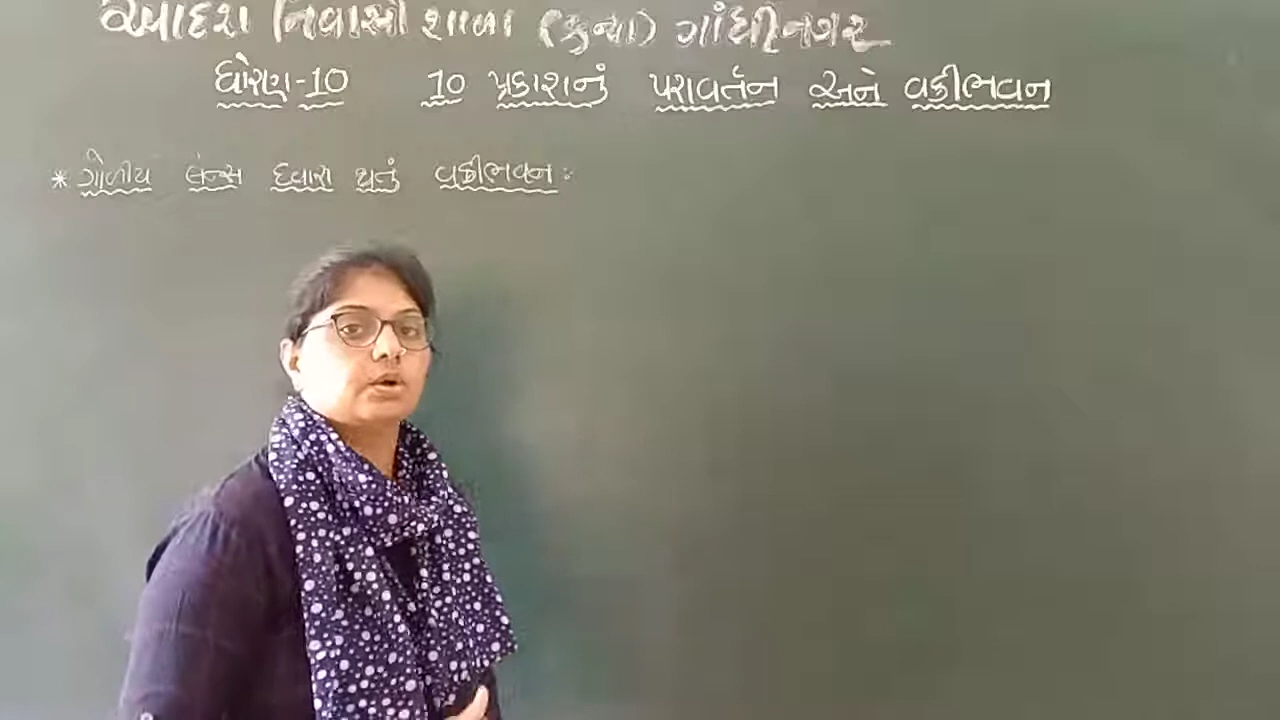 આદર્શ નિવાસી શાળા (કન્યા) ગાંધીનગર
ધોરણ-10 10 પ્રકાશનું પરાવર્તન અને વક્રીભવન
* ગોળીય લેન્સ દ્વારા થતું વક્રીભવન: